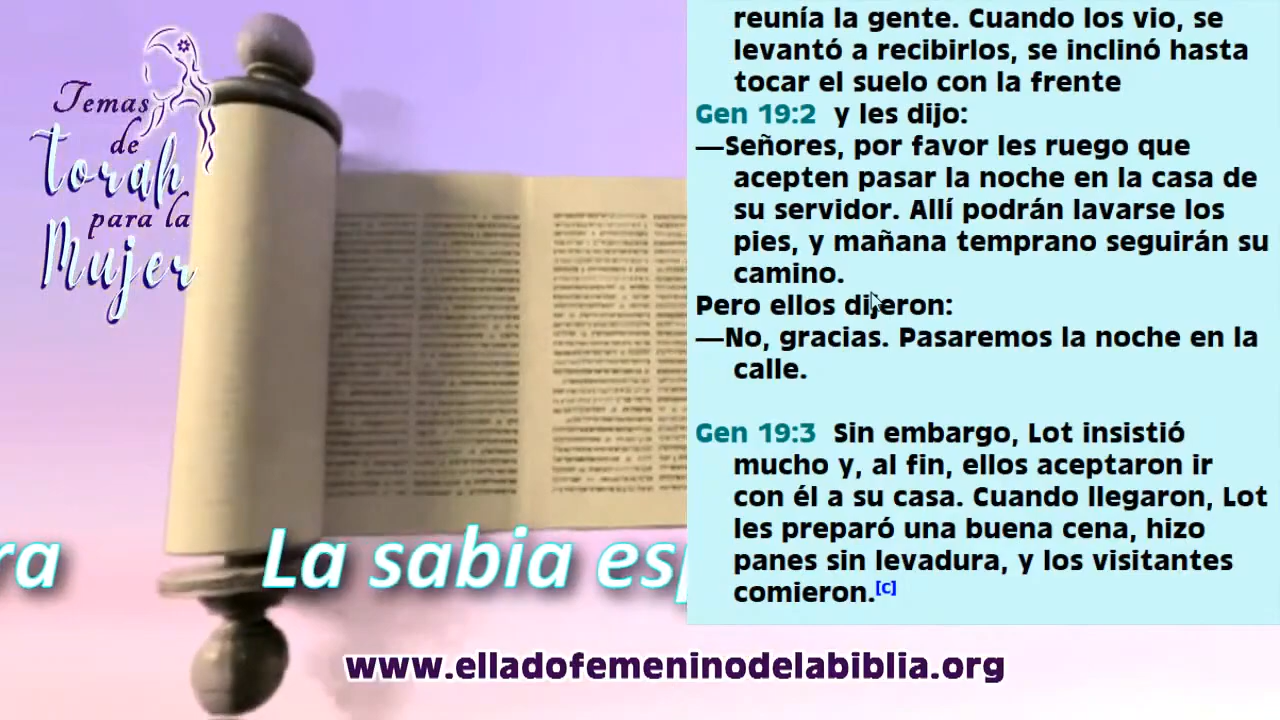 Temas
de
torah
para la
Mujer
reunía la gente. Cuando los vio, se
levantó a recibirlos, se inclinó hasta
tocar el suelo con la frente
Gen 19:2 y les dijo:
—Señores, por favor les ruego que
acepten pasar la noche en la casa de
su servidor. Allí podrán lavarse los
pies, y mañana temprano seguirán su
camino.
Pero ellos dijeron:
—No, gracias. Pasaremos la noche en la
calle.
Gen 19:3 Sin embargo, Lot insistió
mucho y, al fin, ellos aceptaron ir
con él a su casa. Cuando llegaron, Lot
les preparó una buena cena, hizo
panes sin levadura, y los visitantes
comieron.[c]
ra La sabia esp
www.elladofemeninodelabiblia.org